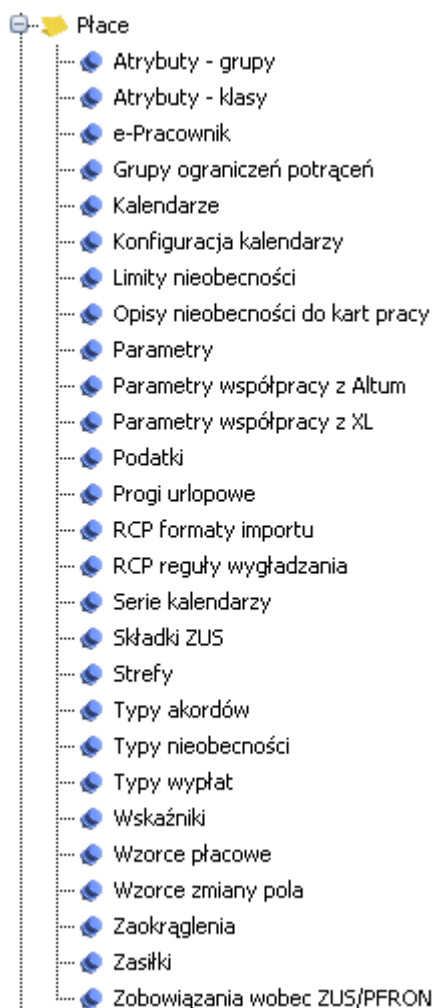 Płace
Atrybuty - grupy
Atrybuty - klasy
e-Pracownik
Grupy ograniczeń potrąceń
Kalendarze
Konfiguracja kalendarzy
Limity nieobecności
Opisy nieobecności do kart pracy
Parametry
Parametry współpracy z Altum
Parametry współpracy z XL
Podatki
Progi urlopowe
RCP formaty importu
RCP reguły wygładzania
Serie kalendarzy
Składki ZUS
Strefy
Typy akordów
Typy nieobecności
Typy wypłat
Wskaźniki
Wzorce płacowe
Wzorce zmiany pola
Zaokrąglenia
Zasiłki
Zobowiązania wobec ZUS/PFRON